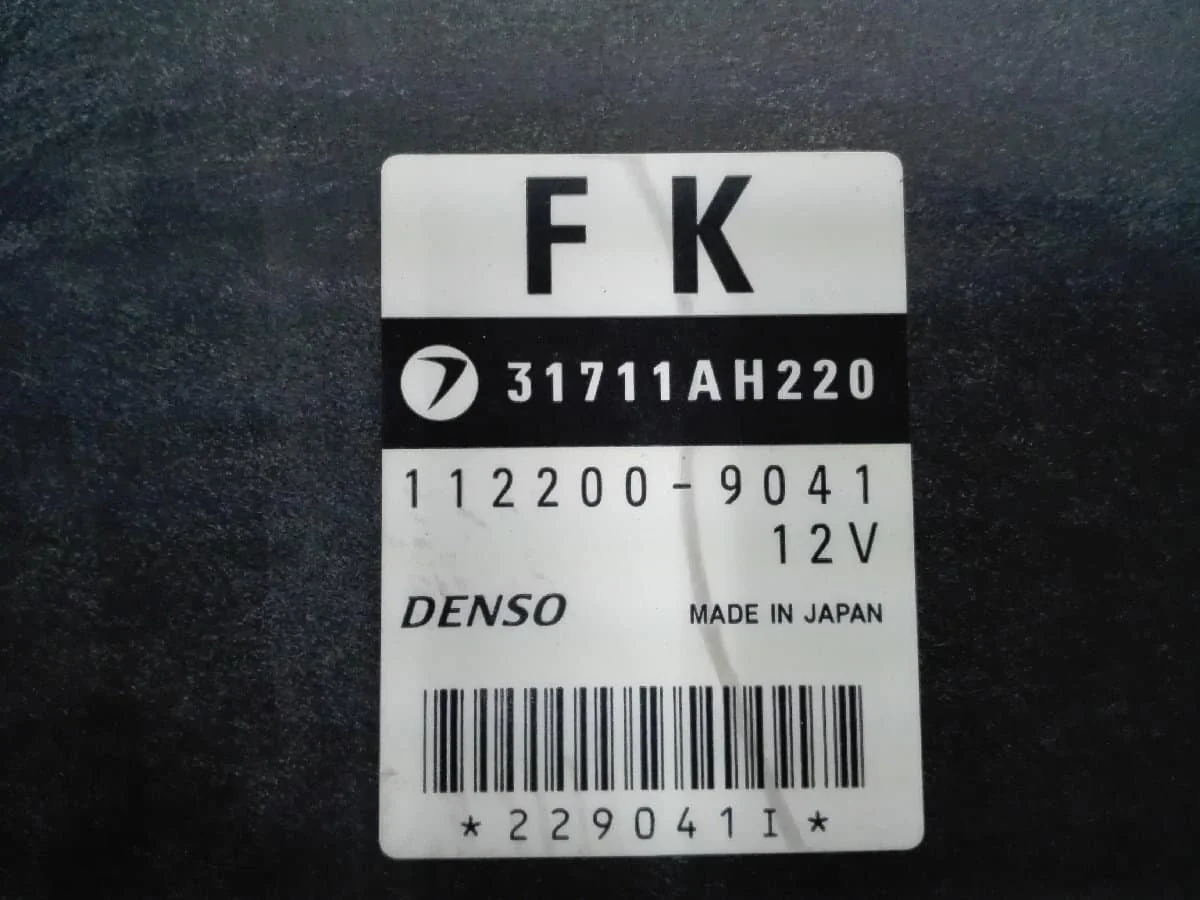 F K
31711AH220
112200-9041
12V
DENSO MADE IN JAPAN
*229041I*